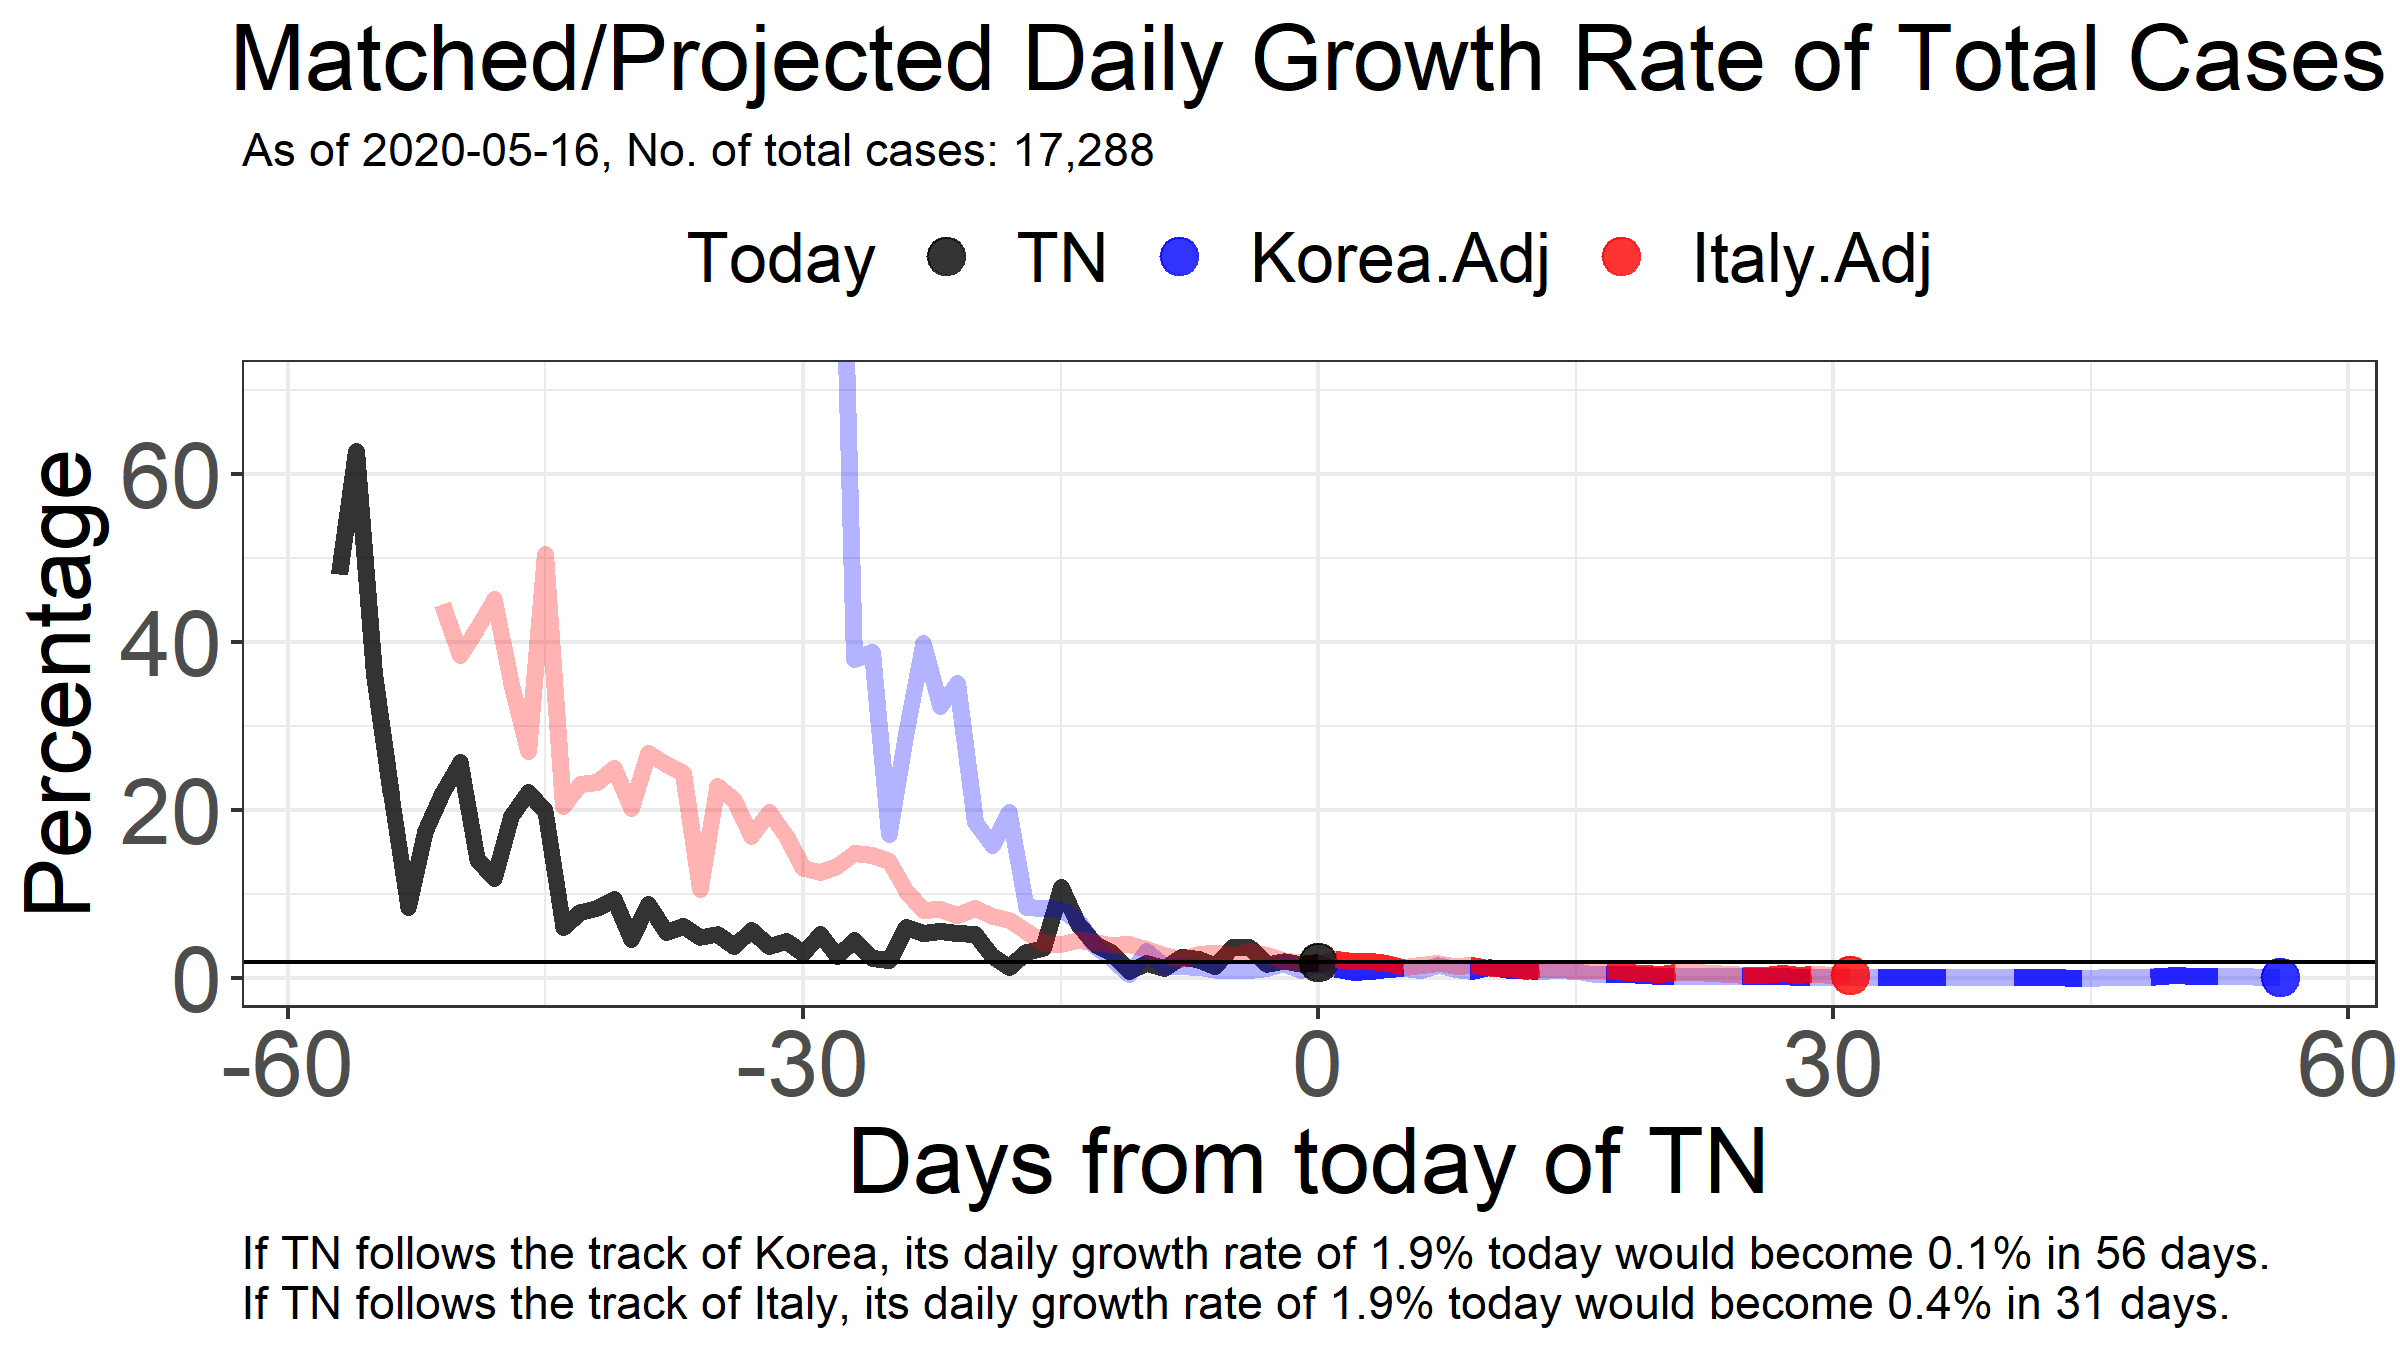 Matched/Projected Daily Growth Rate of Total Cases
As of 2020-05-16, No. of total cases: 17,288
Today TN Korea.Adj Italy.Adj
Percentage
60
40
20
0
-60 -30 0 30 60
Days from today of TN
If TN follows the track of Korea, its daily growth rate of 1.9% today would become 0.1% in 56 days.
If TN follows the track of Italy, its daily growth rate of 1.9% today would become 0.4% in 31 days.